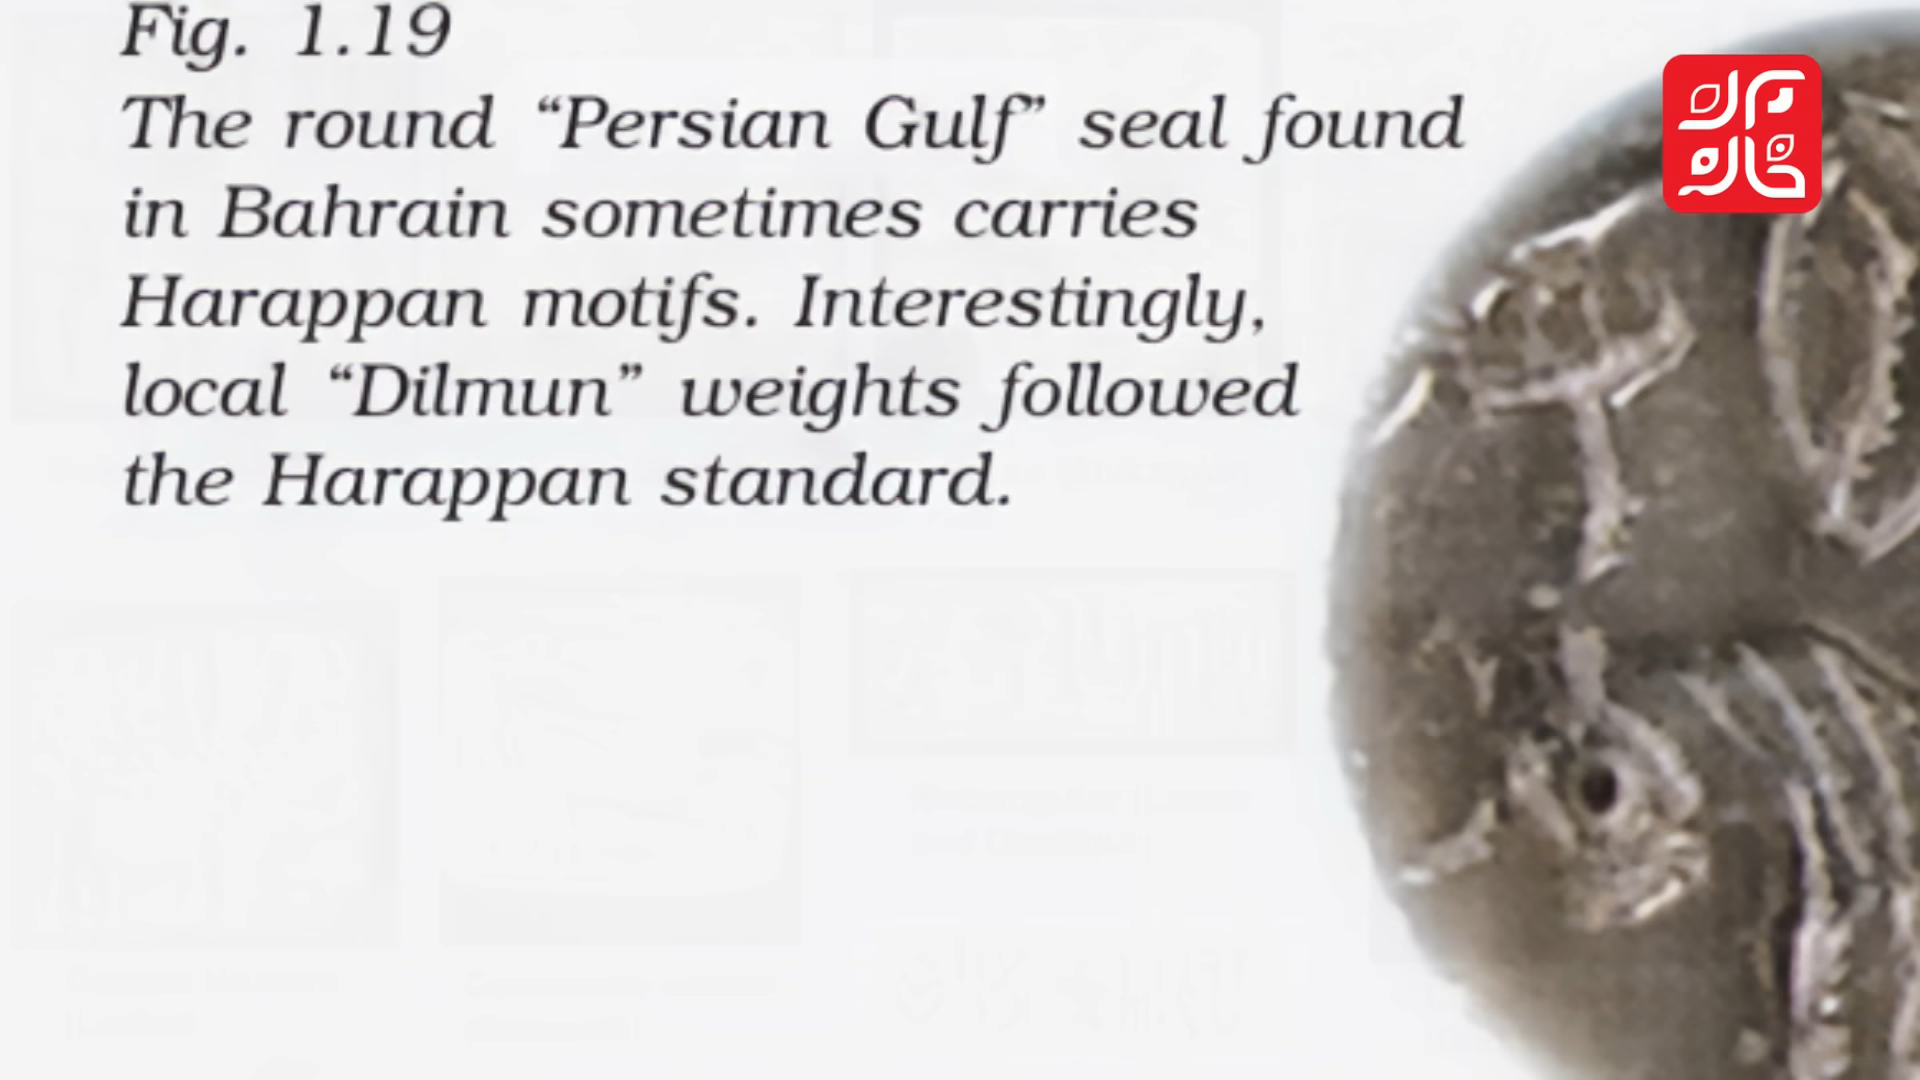 Fig. 1.19
The round “Persian Gulf” seal found
in Bahrain sometimes carries
Harappan motifs. Interestingly,
local “Dilmun” weights followed
the Harappan standard.